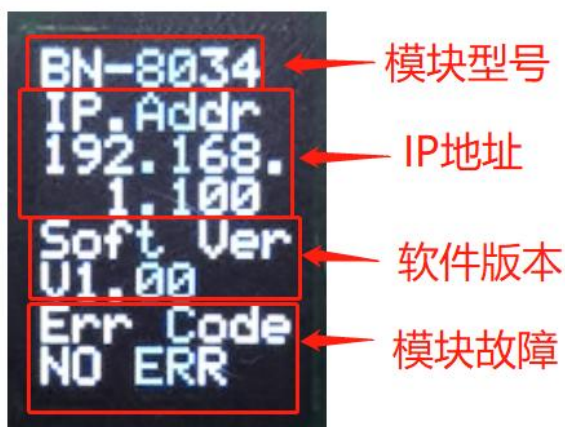 BN-8034
模块型号
IP.Addr
192.168.
1.100
IP地址
Soft Ver
V1.00
软件版本
Err Code
NO ERR
模块故障